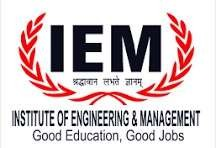 IEM
श्रद्धावान लभते ज्ञानम्
INSTITUTE OF ENGINEERING & MANAGEMENT
Good Education, Good Jobs